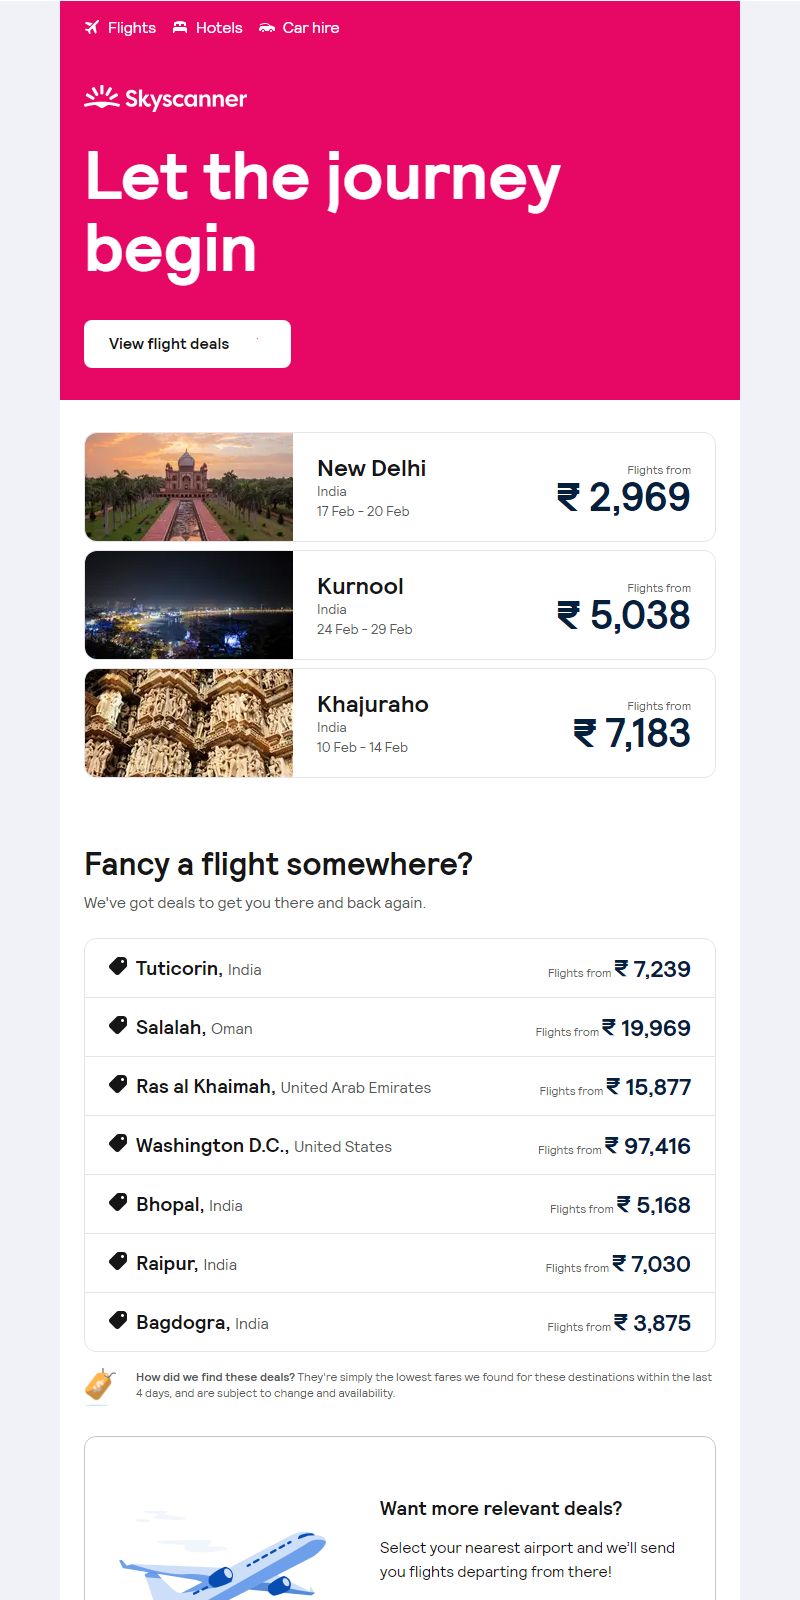 Flights Hotels Car hire
Skyscanner
Let the journey
begin
View flight deals
New Delhi
India
17 Feb - 20 Feb
Flights from
₹ 2,969
Kurnool
India
24 Feb - 29 Feb
Flights from
₹ 5,038
Khajuraho
India
10 Feb - 14 Feb
Flights from
₹ 7,183
Fancy a flight somewhere?
We've got deals to get you there and back again.
Tuticorin, India Flights from ₹ 7,239
Salalah, Oman Flights from ₹ 19,969
Ras al Khaimah, United Arab Emirates Flights from ₹ 15,877
Washington D.C., United States Flights from ₹ 97,416
Bhopal, India Flights from ₹ 5,168
Raipur, India Flights from ₹ 7,030
Bagdogra, India Flights from ₹ 3,875
How did we find these deals? They're simply the lowest fares we found for these destinations within the last
4 days, and are subject to change and availability.
Want more relevant deals?
Select your nearest airport and we'll send
you flights departing from there!